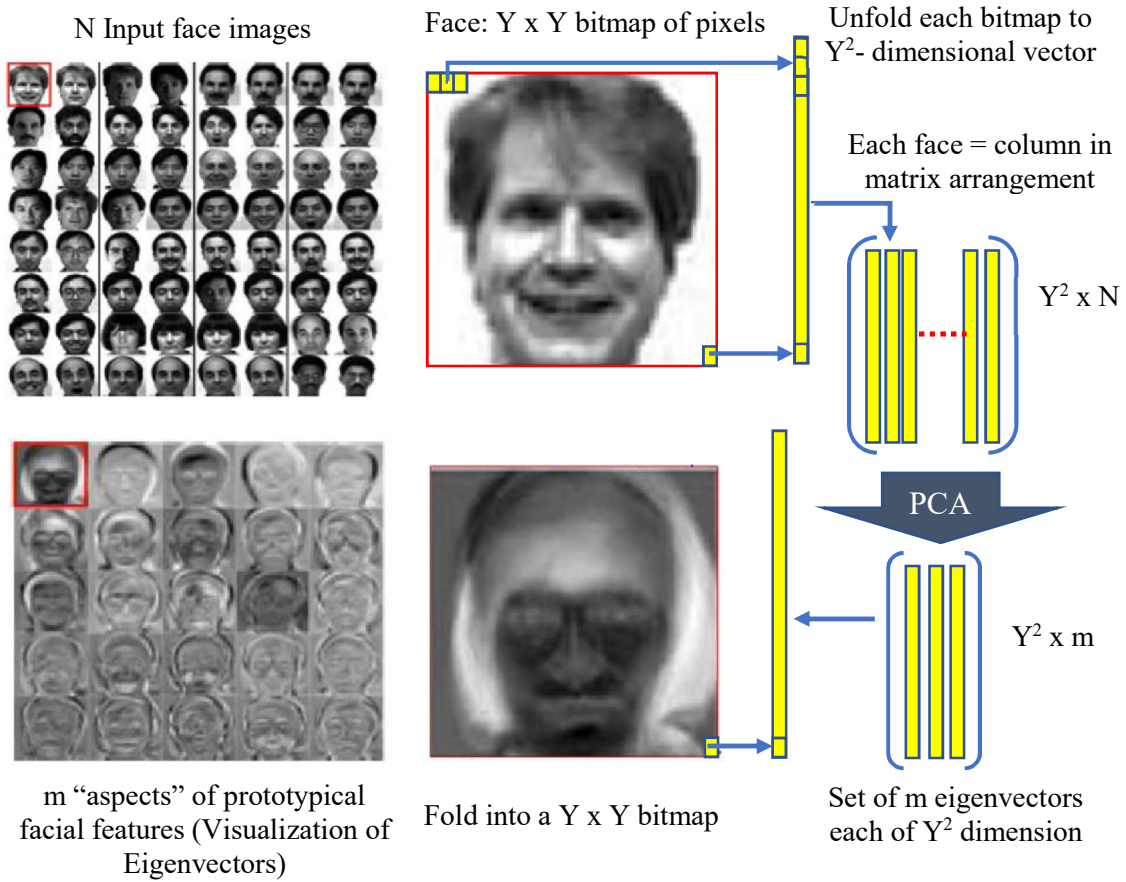 N Input face images
Face: Y x Y bitmap of pixels
Unfold each bitmap to
Y²- dimensional vector
Each face = column in
matrix arrangement
Y² x N
PCA
Y² x m
m “aspects” of prototypical
facial features (Visualization of
Eigenvectors)
Fold into a Y x Y bitmap
Set of m eigenvectors
each of Y² dimension